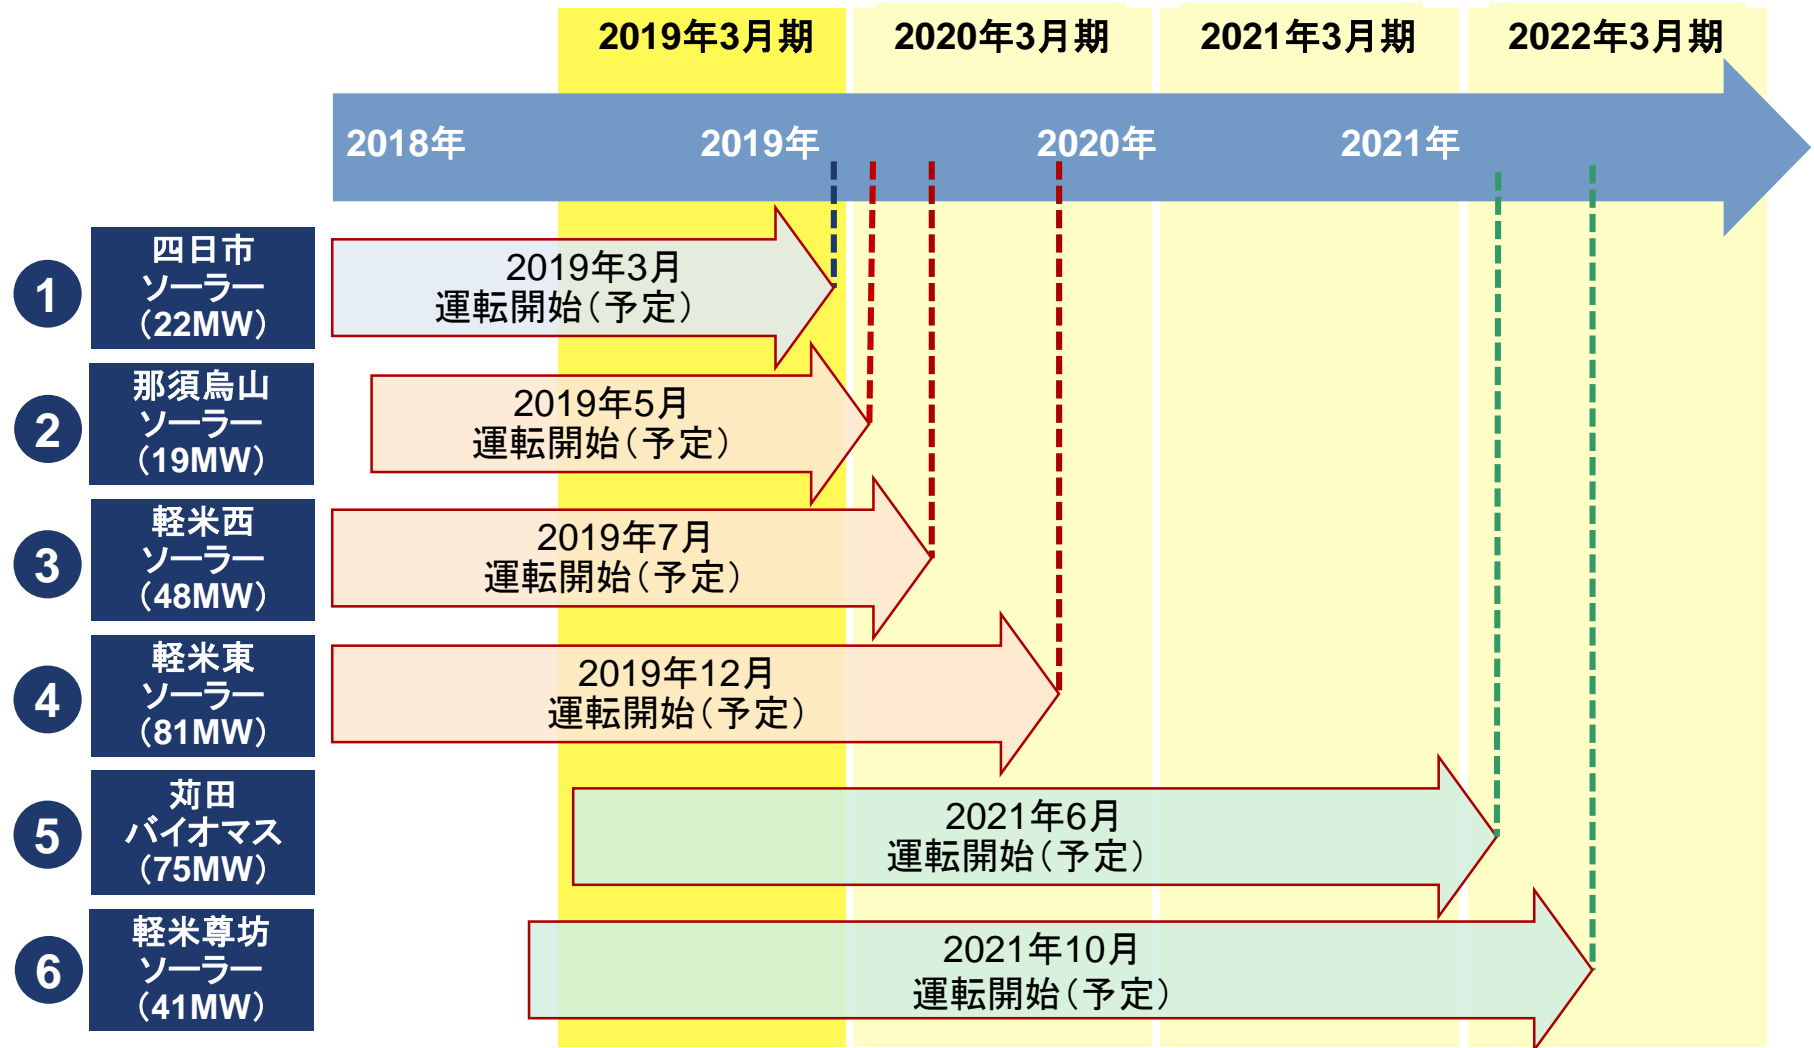 2019年3月期
2020年3月期
2021年3月期
2022年3月期
2018年
2019年
2020年
2021年
1
四日市
ソーラー
（22MW）
2019年3月
運転開始（予定）
2
那須烏山
ソーラー
（19MW）
2019年5月
運転開始（予定）
3
軽米西
ソーラー
（48MW）
2019年7月
運転開始（予定）
4
軽米東
ソーラー
（81MW）
2019年12月
運転開始（予定）
5
苅田
バイオマス
（75MW）
2021年6月
運転開始（予定）
6
軽米尊坊
ソーラー
（41MW）
2021年10月
運転開始（予定）